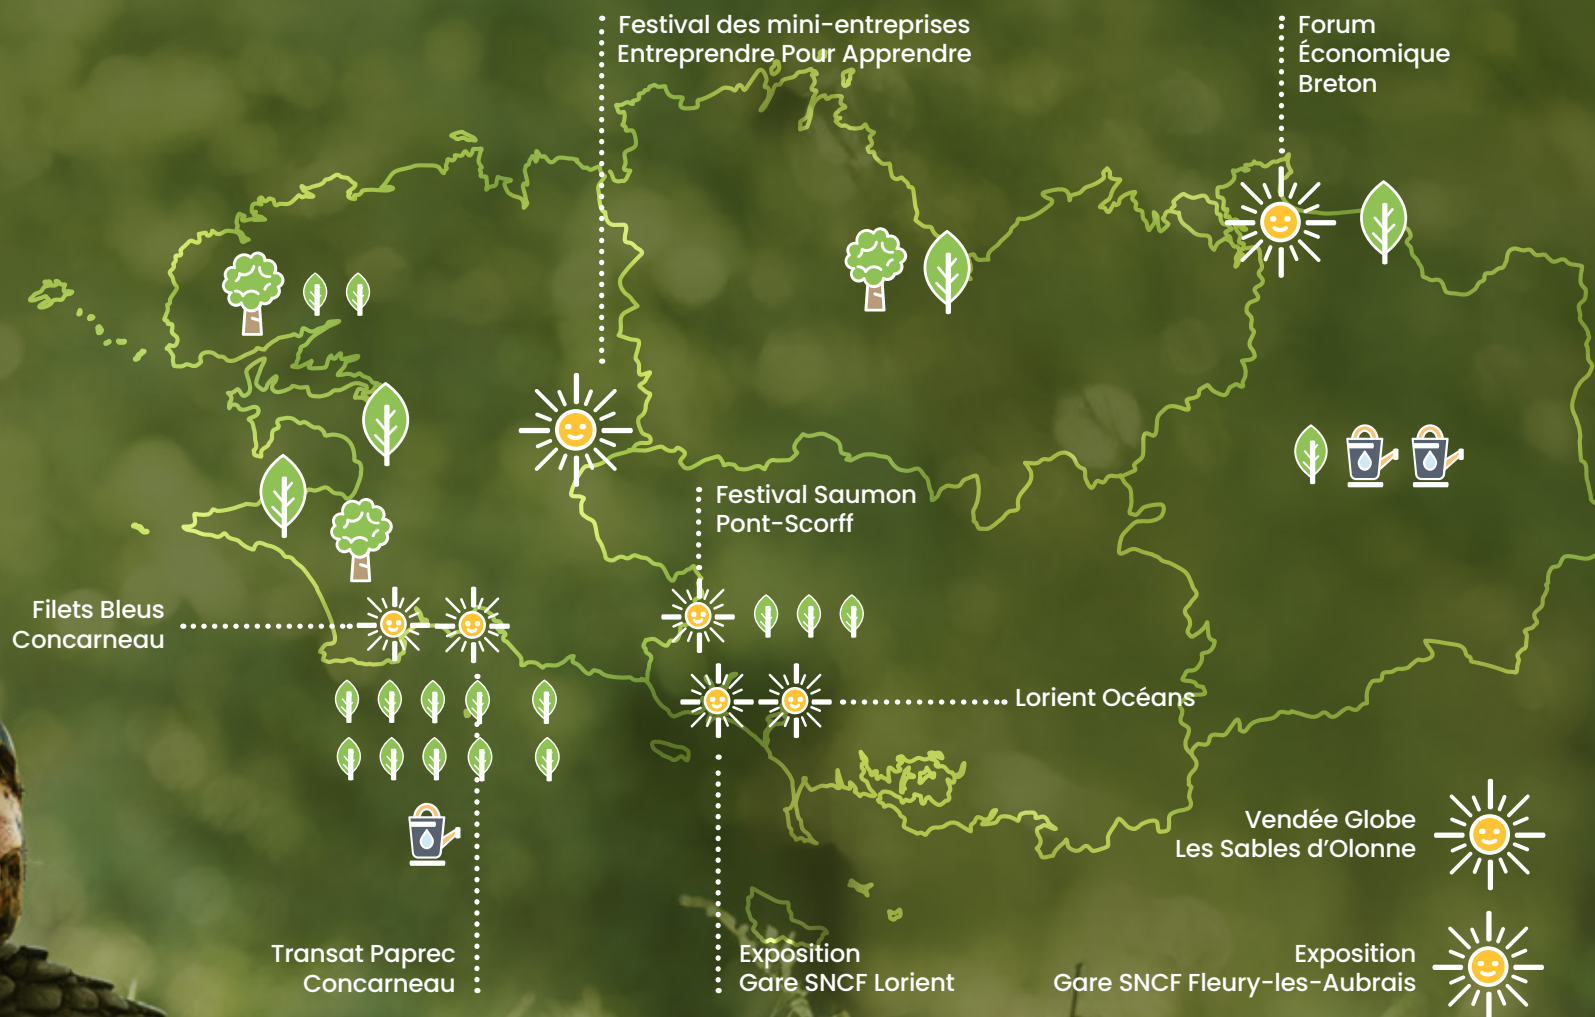 Festival des mini-entreprises
Entreprendre Pour Apprendre
Forum
Économique
Breton
Festival Saumon
Pont-Scorff
Filets Bleus
Concarneau
Lorient Océans
Vendée Globe
Les Sables d’Olonne
Transat Paprec
Concarneau
Exposition
Gare SNCF Lorient
Exposition
Gare SNCF Fleury-les-Aubrais